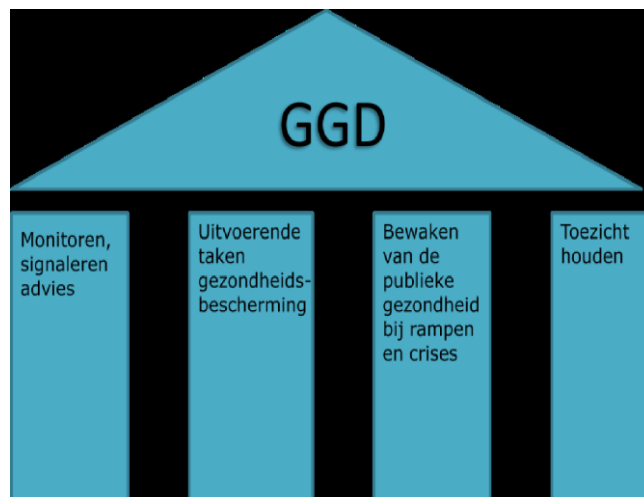 GGD
Monitoren,
signaleren
advies
Uitvoerende
taken
gezondheids-
bescherming
Bewaken
van de
publieke
gezondheid
bij rampen
en crises
Toezicht
houden